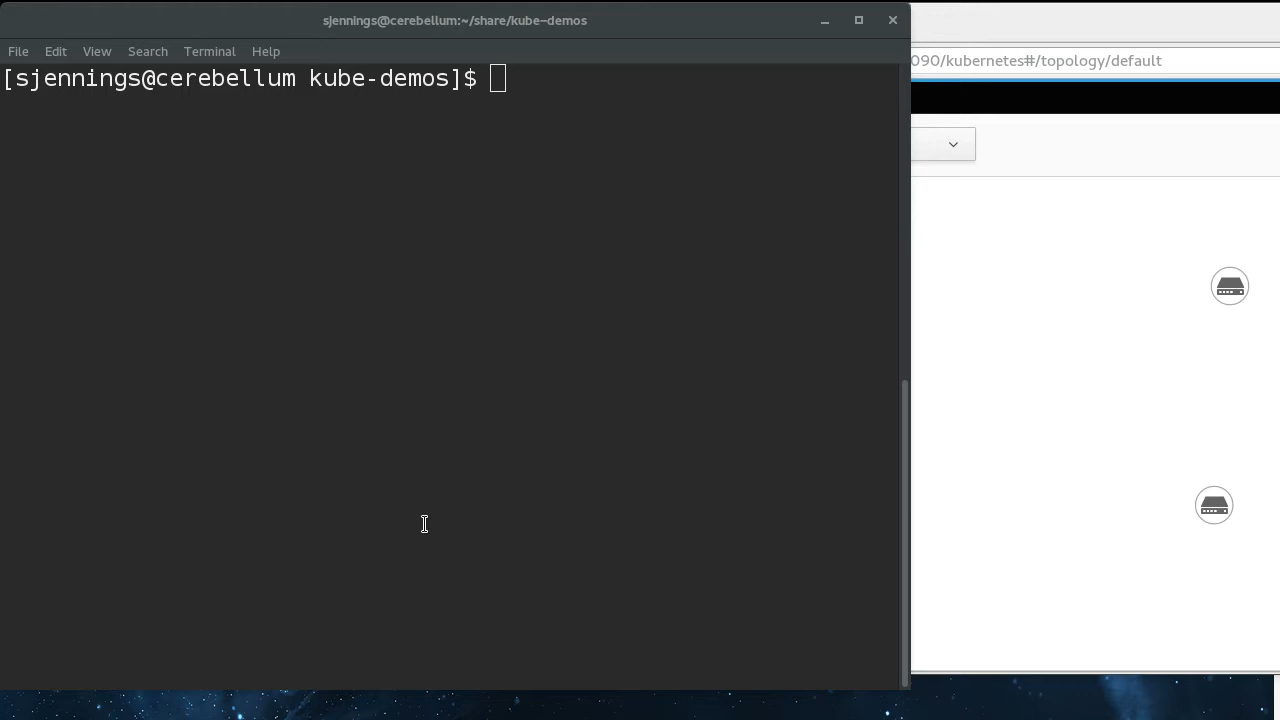 sjennings@cerebellum:~/share/kube-demos
File Edit View Search Terminal Help
[sjennings@cerebellum kube-demos]$
090/kubernetes#/topology/default